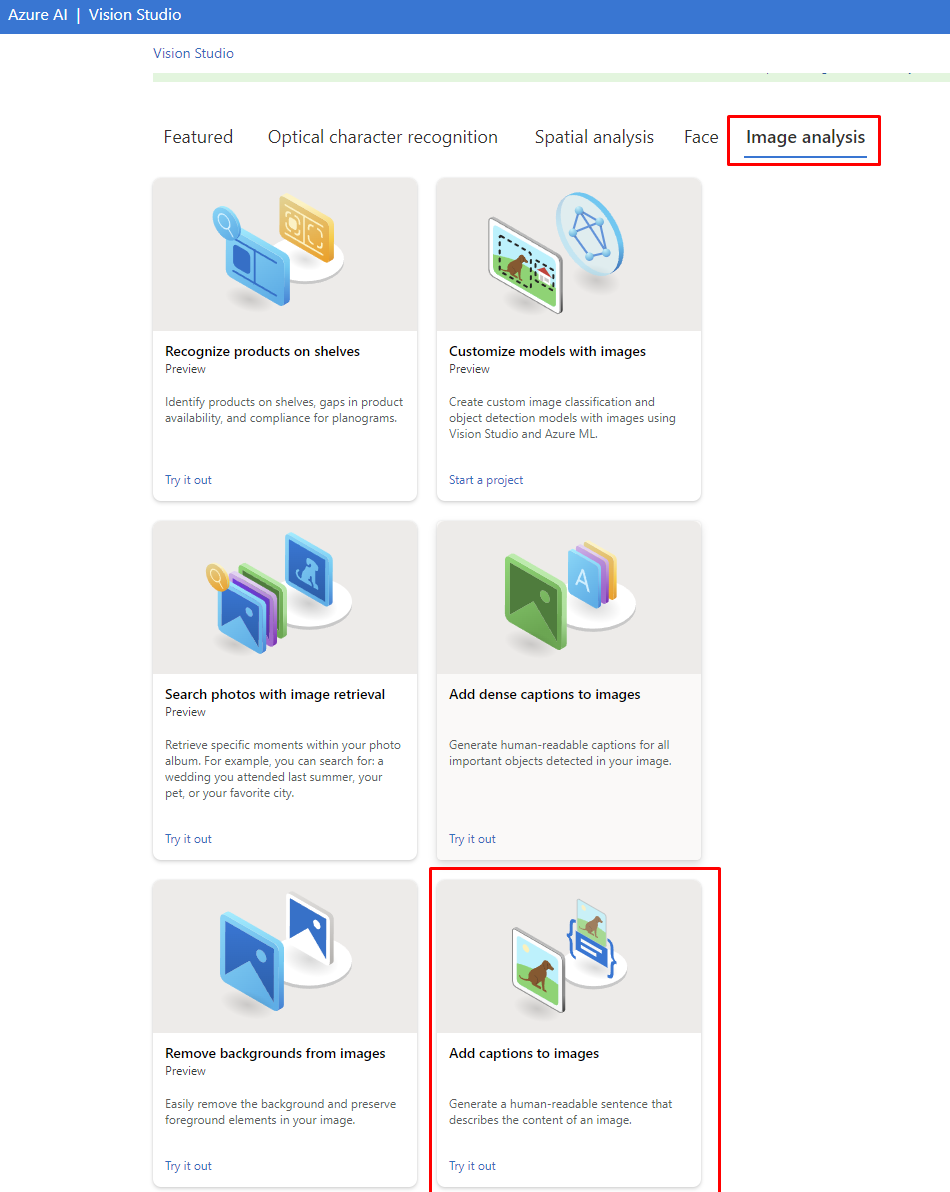 Azure AI | Vision Studio
Vision Studio
Featured Optical character recognition Spatial analysis Face Image analysis
Recognize products on shelves
Preview
Identify products on shelves, gaps in product
availability, and compliance for planograms.
Try it out
Customize models with images
Preview
Create custom image classification and
object detection models with images using
Vision Studio and Azure ML.
Start a project
Search photos with image retrieval
Preview
Retrieve specific moments within your photo
album. For example, you can search for: a
wedding you attended last summer, your
pet, or your favorite city.
Try it out
A
Add dense captions to images
Generate human-readable captions for all
important objects detected in your image.
Try it out
Remove backgrounds from images
Preview
Easily remove the background and preserve
foreground elements in your image.
Try it out
Add captions to images
Generate a human-readable sentence that
describes the content of an image.
Try it out